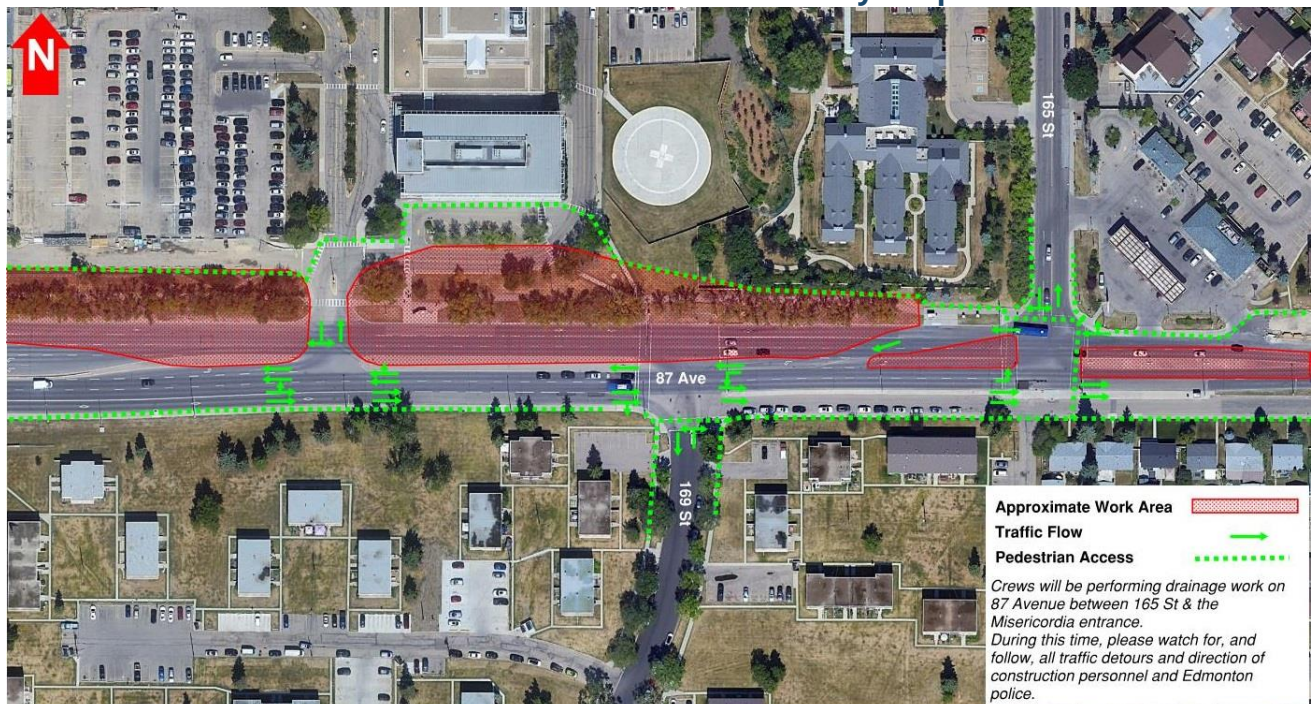 N
165 St
87 Ave
169 St
Approximate Work Area
Traffic Flow
Pedestrian Access
Crews will be performing drainage work on
87 Avenue between 165 St & the
Misericordia entrance.
During this time, please watch for, and
follow, all traffic detours and direction of
construction personnel and Edmonton
police.